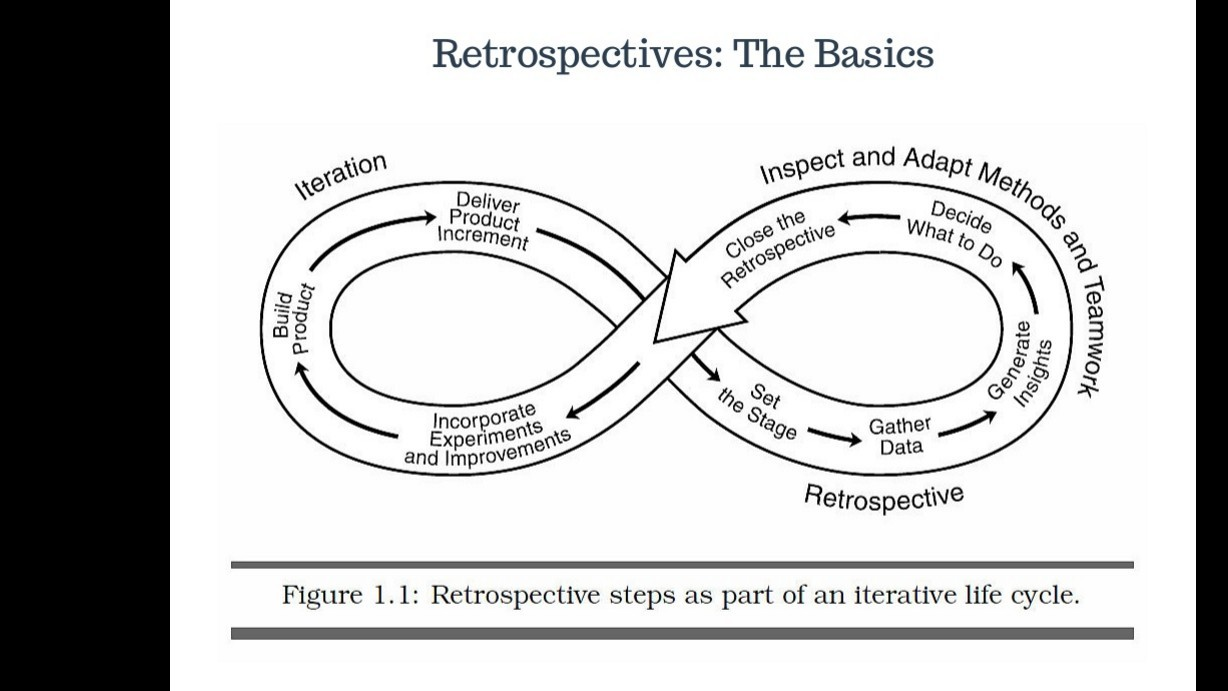 Retrospectives: The Basics
Iteration
Deliver
Product
Increment
Build
Product
Incorporate
Experiments
and Improvements
Inspect and Adapt Methods and Teamwork
Close the
Retrospective
Decide
What to Do
Generate
Insights
Set
the Stage
Gather
Data
Retrospective
Figure 1.1: Retrospective steps as part of an iterative life cycle.